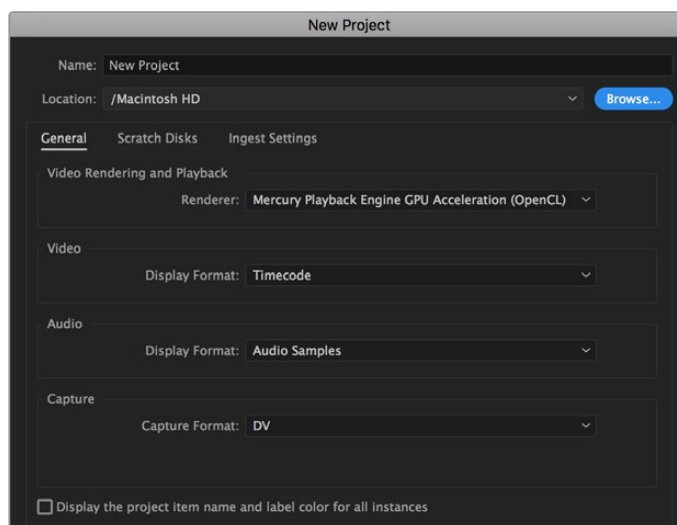 New Project
Name: New Project
Location: /Macintosh HD Browse...
General Scratch Disks Ingest Settings
Video Rendering and Playback
Renderer: Mercury Playback Engine GPU Acceleration (OpenCL)
Video
Display Format: Timecode
Audio
Display Format: Audio Samples
Capture
Capture Format: DV
Display the project item name and label color for all instances